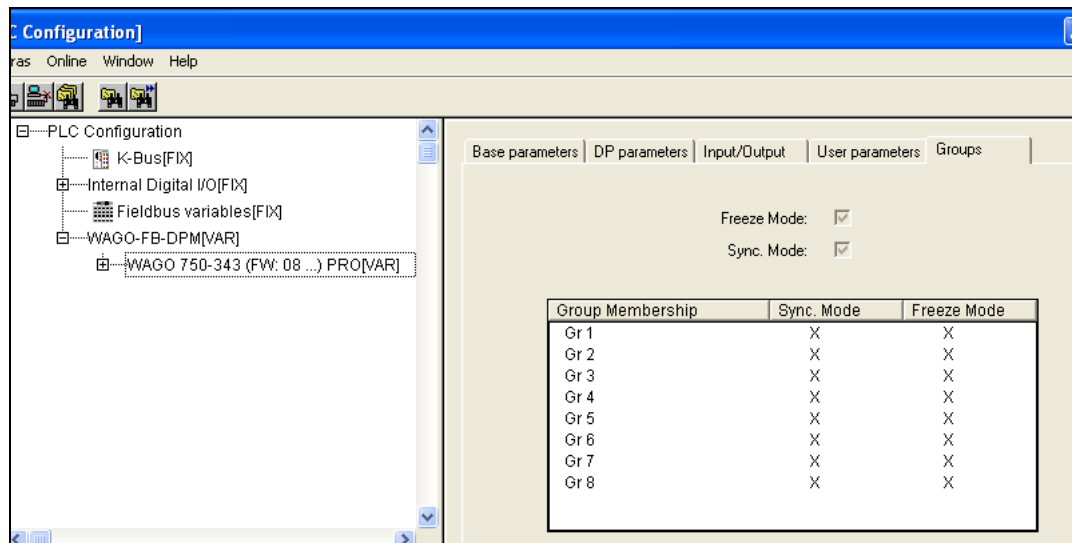 C Configuration]
ras Online Window Help
PLC Configuration
K-Bus[FIX]
Internal Digital I/O[FIX]
Fieldbus variables[FIX]
WAGO-FB-DPM[VAR]
WAGO 750-343 (FW: 08 ...) PRO[VAR]
Base parameters DP parameters Input/Output User parameters Groups
Freeze Mode:
Sync. Mode:
Group Membership Sync. Mode Freeze Mode
Gr 1 X X
Gr 2 X X
Gr 3 X X
Gr 4 X X
Gr 5 X X
Gr 6 X X
Gr 7 X X
Gr 8 X X